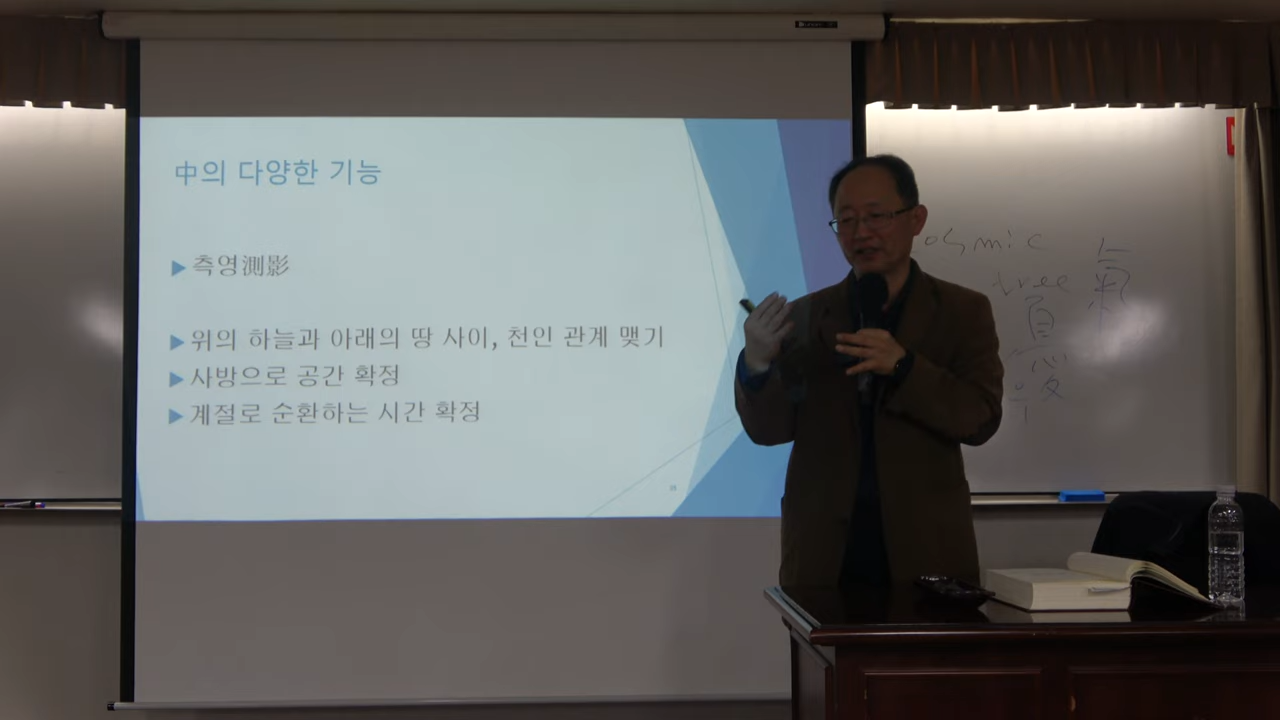 中의 다양한 기능
측영測影
위의 하늘과 아래의 땅 사이, 천인 관계 맺기
사방으로 공간 확정
계절로 순환하는 시간 확정
osmic
tree
氣